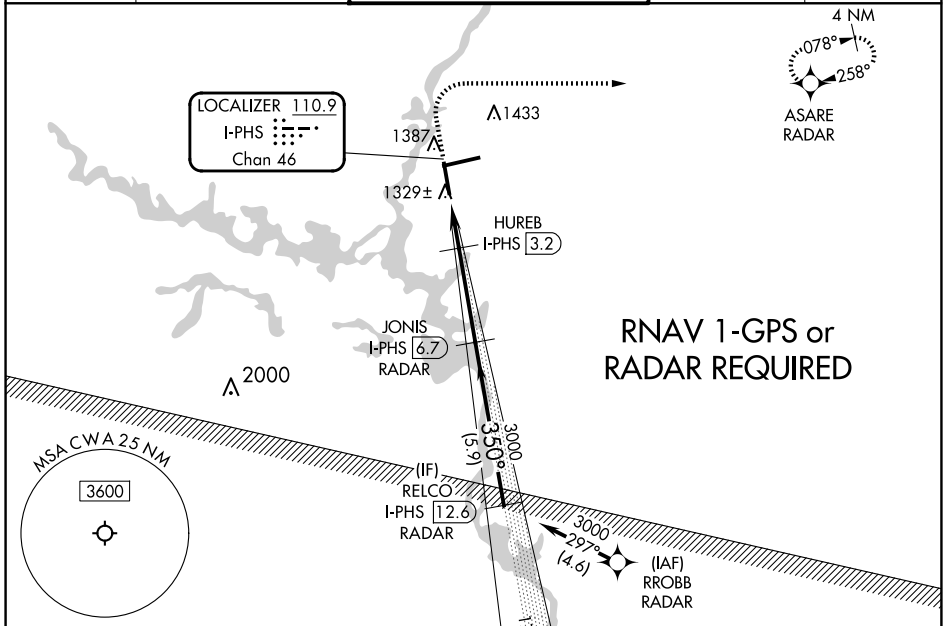 4 NM
078°
258°
ASARE
RADAR
LOCALIZER 110.9
I-PHS
Chan 46
1433
1387
1329±
HUREB
I-PHS 3.2
JONIS
I-PHS 6.7
RADAR
RNAV 1-GPS or
RADAR REQUIRED
2000
350°
3000
(5.9)
MSA CWA 25 NM
3600
(IF)
RELCO
I-PHS 12.6
RADAR
3000
297°
(4.6)
(IAF)
RROBB
RADAR